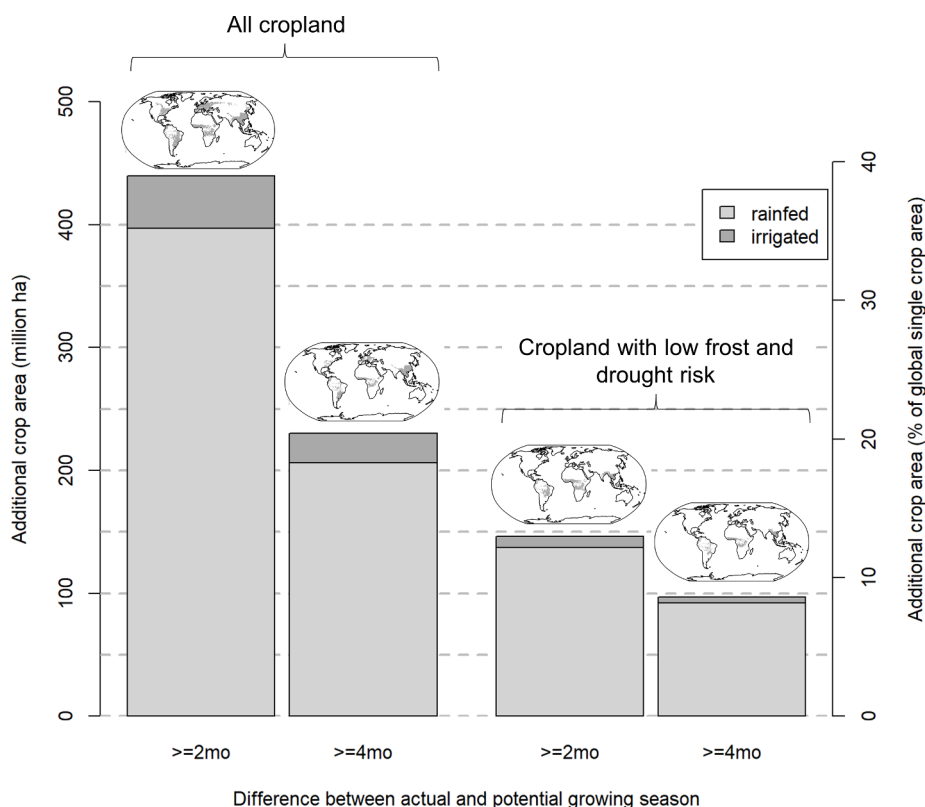 All cropland
Additional crop area (million ha)
500
400
300
200
100
0
rainfed
irrigated
Cropland with low frost and
drought risk
40
30
20
10
0
Additional crop area (% of global single crop area)
>=2mo
>=4mo
>=2mo
>=4mo
Difference between actual and potential growing season